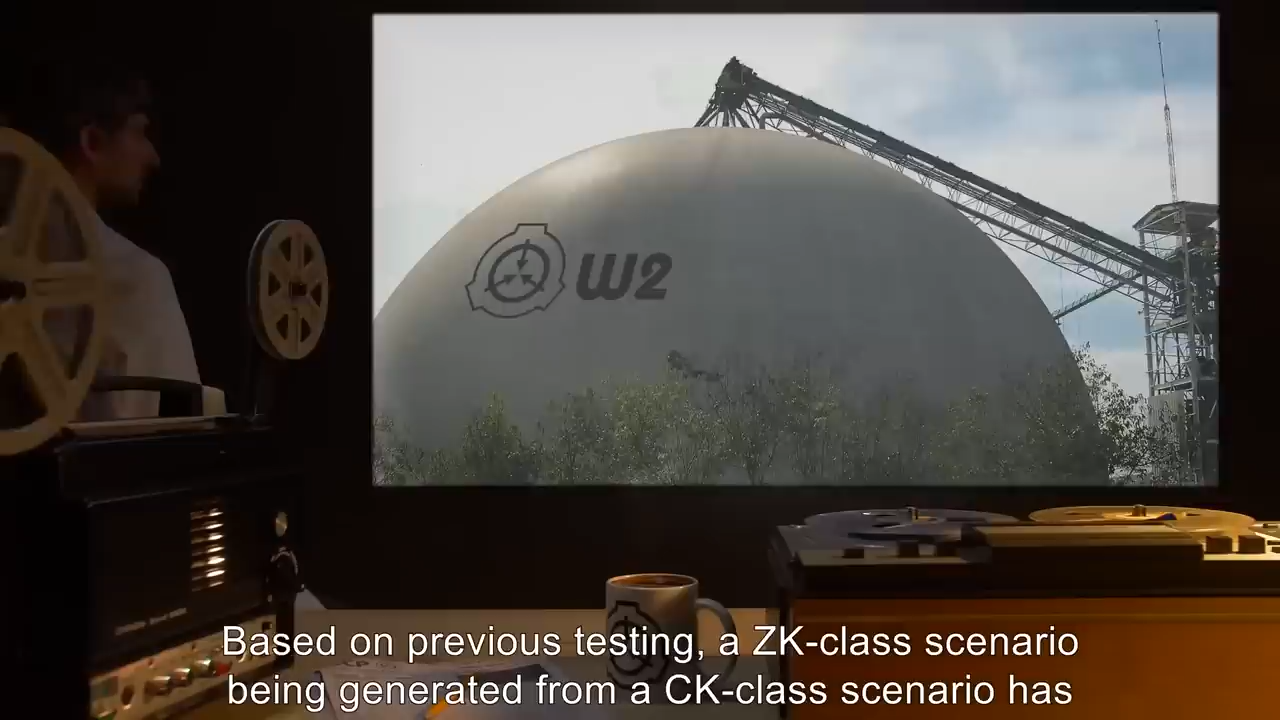 W2
Based on previous testing, a ZK-class scenario
being generated from a CK-class scenario has